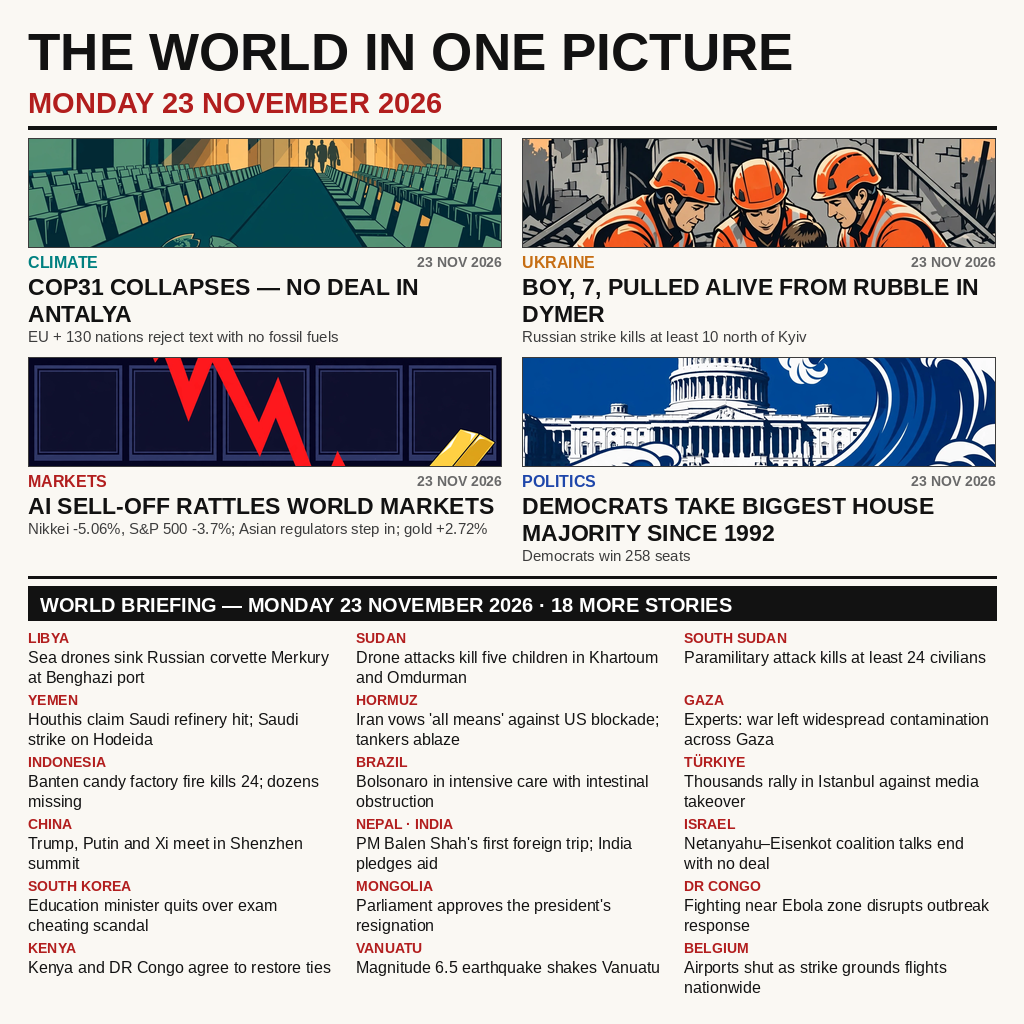 THE WORLD IN ONE PICTURE
MONDAY 23 NOVEMBER 2026
CLIMATE
23 NOV 2026
COP31 COLLAPSES — NO DEAL IN
ANTALYA
EU + 130 nations reject text with no fossil fuels
UKRAINE
23 NOV 2026
BOY, 7, PULLED ALIVE FROM RUBBLE IN
DYMER
Russian strike kills at least 10 north of Kyiv
MARKETS
23 NOV 2026
AI SELL-OFF RATTLES WORLD MARKETS
Nikkei -5.06%, S&P 500 -3.7%; Asian regulators step in; gold +2.72%
POLITICS
23 NOV 2026
DEMOCRATS TAKE BIGGEST HOUSE
MAJORITY SINCE 1992
Democrats win 258 seats
WORLD BRIEFING — MONDAY 23 NOVEMBER 2026 · 18 MORE STORIES
LIBYA
Sea drones sink Russian corvette Merkury
at Benghazi port
SUDAN
Drone attacks kill five children in Khartoum
and Omdurman
SOUTH SUDAN
Paramilitary attack kills at least 24 civilians
YEMEN
Houthis claim Saudi refinery hit; Saudi
strike on Hodeida
HORMUZ
Iran vows 'all means' against US blockade;
tankers ablaze
GAZA
Experts: war left widespread contamination
across Gaza
INDONESIA
Banten candy factory fire kills 24; dozens
missing
BRAZIL
Bolsonaro in intensive care with intestinal
obstruction
TÜRKIYE
Thousands rally in Istanbul against media
takeover
CHINA
Trump, Putin and Xi meet in Shenzhen
summit
NEPAL · INDIA
PM Balen Shah's first foreign trip; India
pledges aid
ISRAEL
Netanyahu–Eisenkot coalition talks end
with no deal
SOUTH KOREA
Education minister quits over exam
cheating scandal
MONGOLIA
Parliament approves the president's
resignation
DR CONGO
Fighting near Ebola zone disrupts outbreak
response
KENYA
Kenya and DR Congo agree to restore ties
VANUATU
Magnitude 6.5 earthquake shakes Vanuatu
BELGIUM
Airports shut as strike grounds flights
nationwide